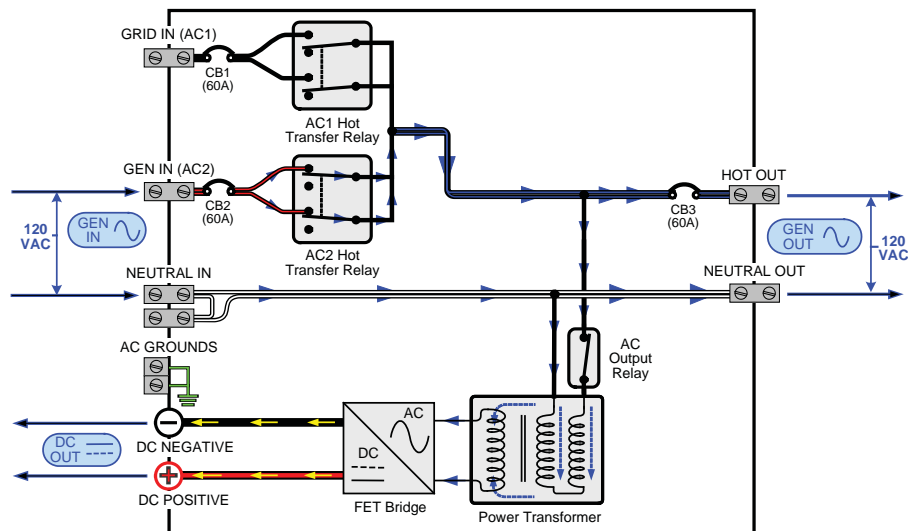 GRID IN (AC1)
CB1
(60A)
AC1 Hot
Transfer Relay
GEN IN (AC2)
CB2
(60A)
AC2 Hot
Transfer Relay
120
VAC
GEN
IN
NEUTRAL IN
AC GROUNDS
HOT OUT
CB3
(60A)
GEN
OUT
120
VAC
NEUTRAL OUT
AC
Output
Relay
DC
OUT
DC NEGATIVE
DC POSITIVE
AC
DC
FET Bridge
Power Transformer